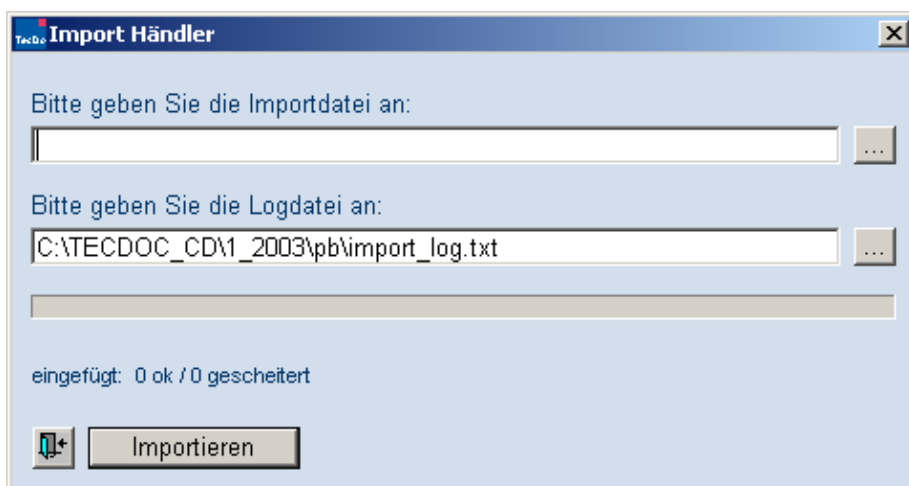 TecDo Import Händler
Bitte geben Sie die Importdatei an:
...
Bitte geben Sie die Logdatei an:
C:\TECDOC_CD\1_2003\pb\import_log.txt
...
eingefügt: 0 ok / 0 gescheitert
Importieren